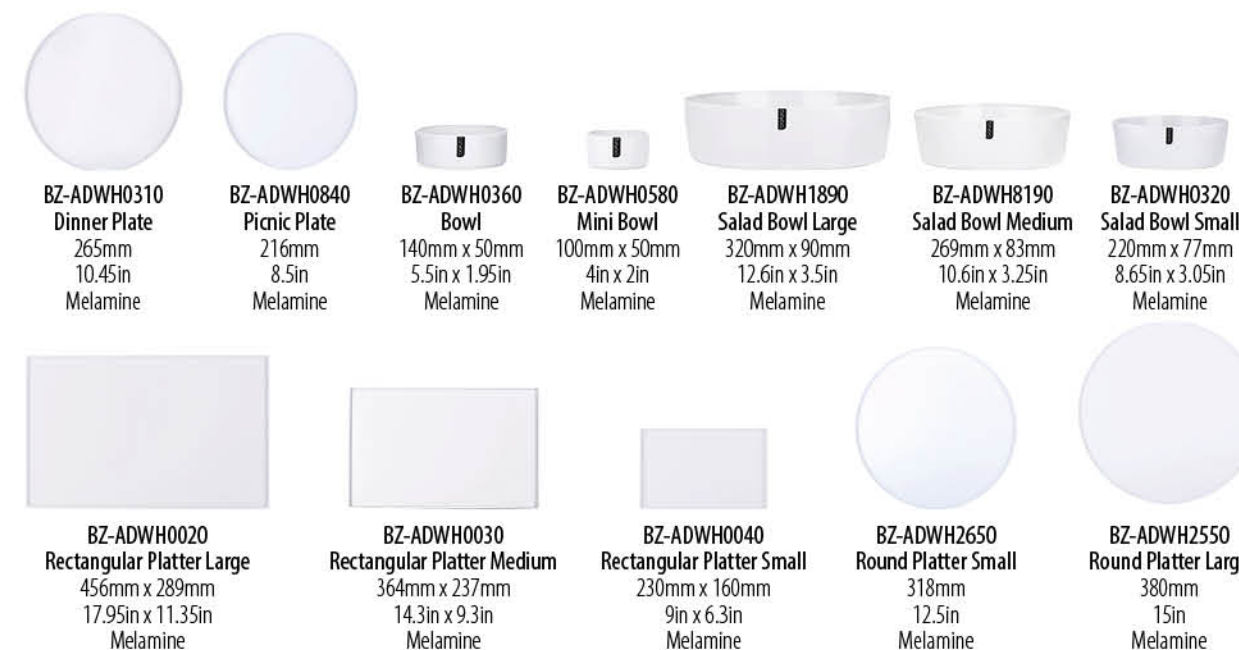 BZ-ADWH0310
Dinner Plate
265mm
10.45in
Melamine
BZ-ADWH0840
Picnic Plate
216mm
8.5in
Melamine
BZ-ADWH0360
Bowl
140mm x 50mm
5.5in x 1.95in
Melamine
BZ-ADWH0580
Mini Bowl
100mm x 50mm
4in x 2in
Melamine
BZ-ADWH1890
Salad Bowl Large
320mm x 90mm
12.6in x 3.5in
Melamine
BZ-ADWH8190
Salad Bowl Medium
269mm x 83mm
10.6in x 3.25in
Melamine
BZ-ADWH0320
Salad Bowl Small
220mm x 77mm
8.65in x 3.05in
Melamine
BZ-ADWH0020
Rectangular Platter Large
456mm x 289mm
17.95in x 11.35in
Melamine
BZ-ADWH0030
Rectangular Platter Medium
364mm x 237mm
14.3in x 9.3in
Melamine
BZ-ADWH0040
Rectangular Platter Small
230mm x 160mm
9in x 6.3in
Melamine
BZ-ADWH2650
Round Platter Small
318mm
12.5in
Melamine
BZ-ADWH2550
Round Platter Larg
380mm
15in
Melamine